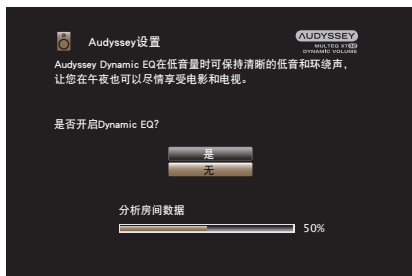 Audyssey设置
AUDYSSEY
MULTEQ XT32
DYNAMIC VOLUME
Audyssey Dynamic EQ在低音量时可保持清晰的低音和环绕声，
让您在午夜也可以尽情享受电影和电视。
是否开启Dynamic EQ?
是
无
分析房间数据
50%